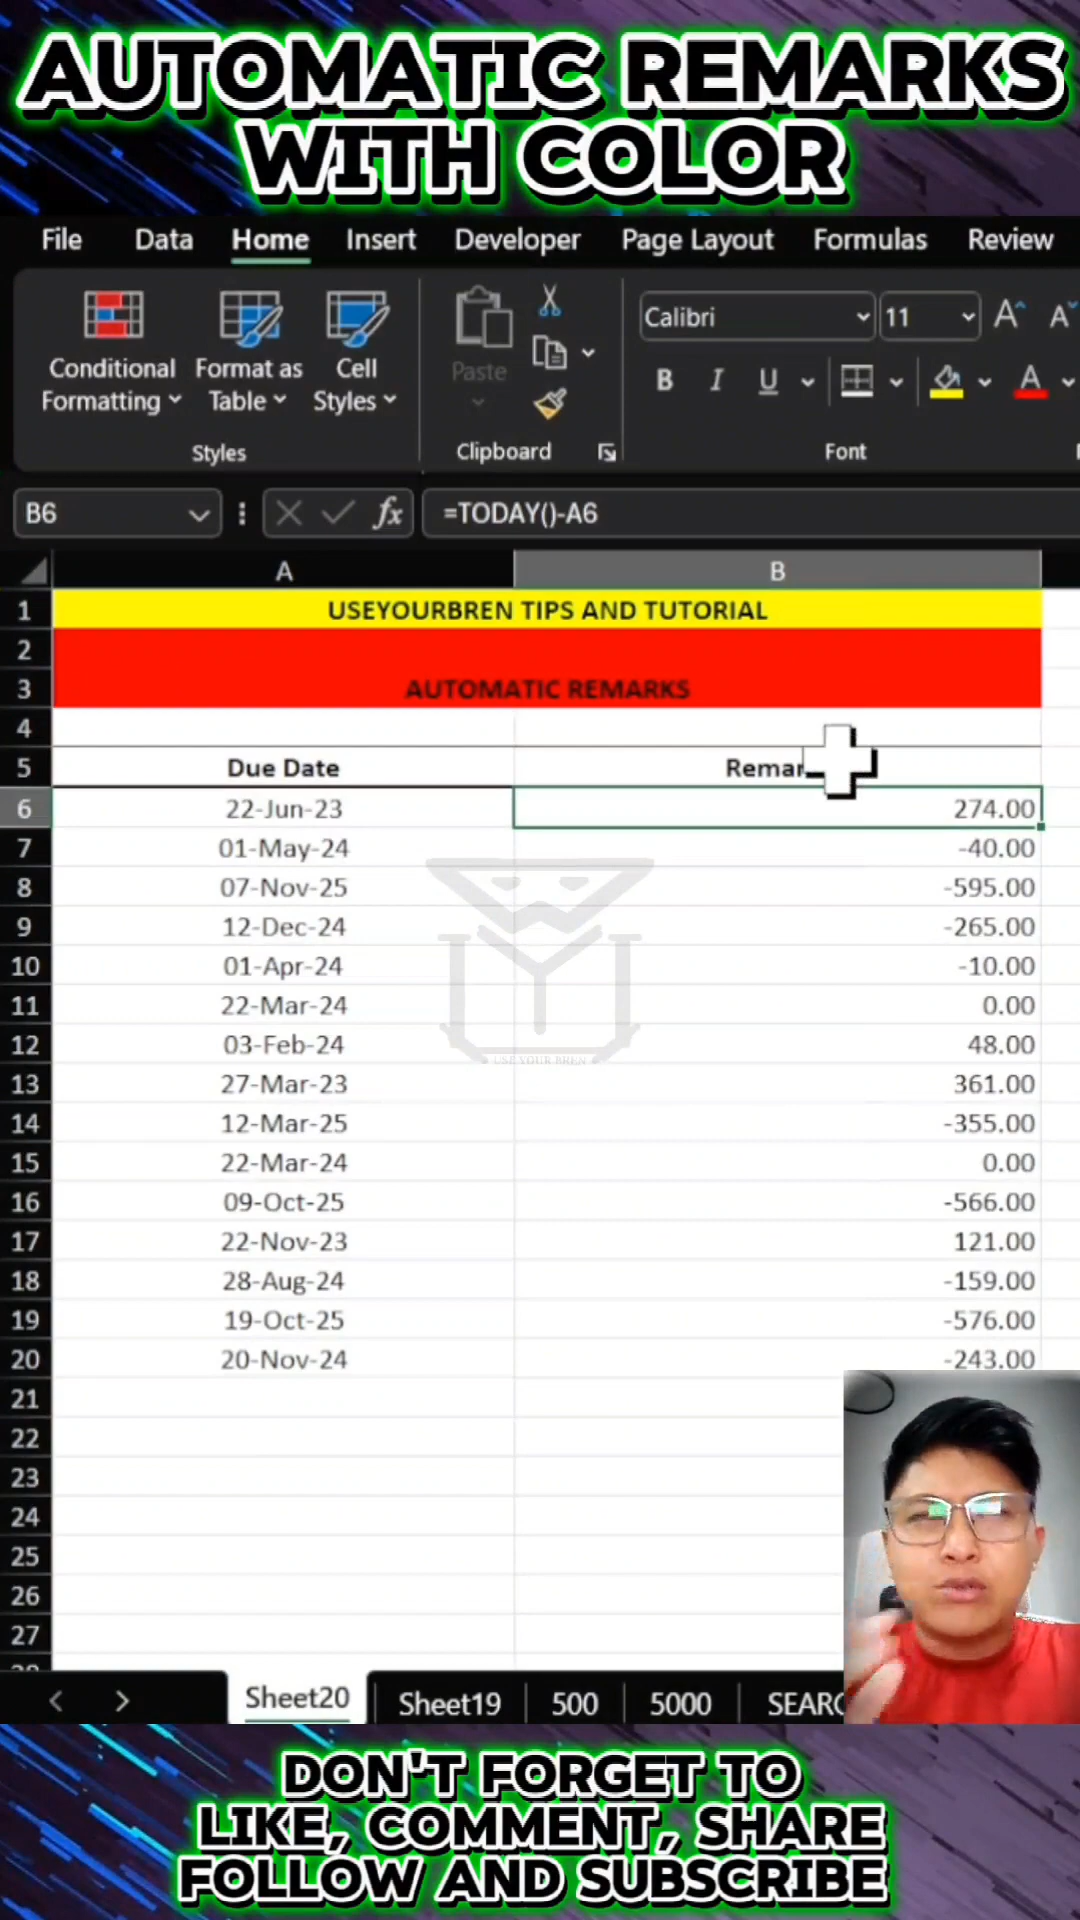 AUTOMATIC REMARKS
WITH COLOR
File Data Home Insert Developer Page Layout Formulas Review
Conditional Formatting
Format as Table
Cell Styles
Paste
Calibri 11
B I U A
Styles Clipboard Font
B6 fx =TODAY()-A6
A B
1 USEYOURBREN TIPS AND TUTORIAL
2
3 AUTOMATIC REMARKS
4
5 Due Date
6 22-Jun-23 274.00
7 01-May-24 -40.00
8 07-Nov-25 -595.00
9 12-Dec-24 -265.00
10 01-Apr-24 -10.00
11 22-Mar-24 0.00
12 03-Feb-24 48.00
USE YOUR BREN
13 27-Mar-23 361.00
14 12-Mar-25 -355.00
15 22-Mar-24 0.00
16 09-Oct-25 -566.00
17 22-Nov-23 121.00
18 28-Aug-24 -159.00
19 19-Oct-25 -576.00
20 20-Nov-24 -243.00
21
22
23
24
25
26
27
Sheet20 Sheet19 500 5000 SEARC
DON'T FORGET TO
LIKE, COMMENT, SHARE
FOLLOW AND SUBSCRIBE